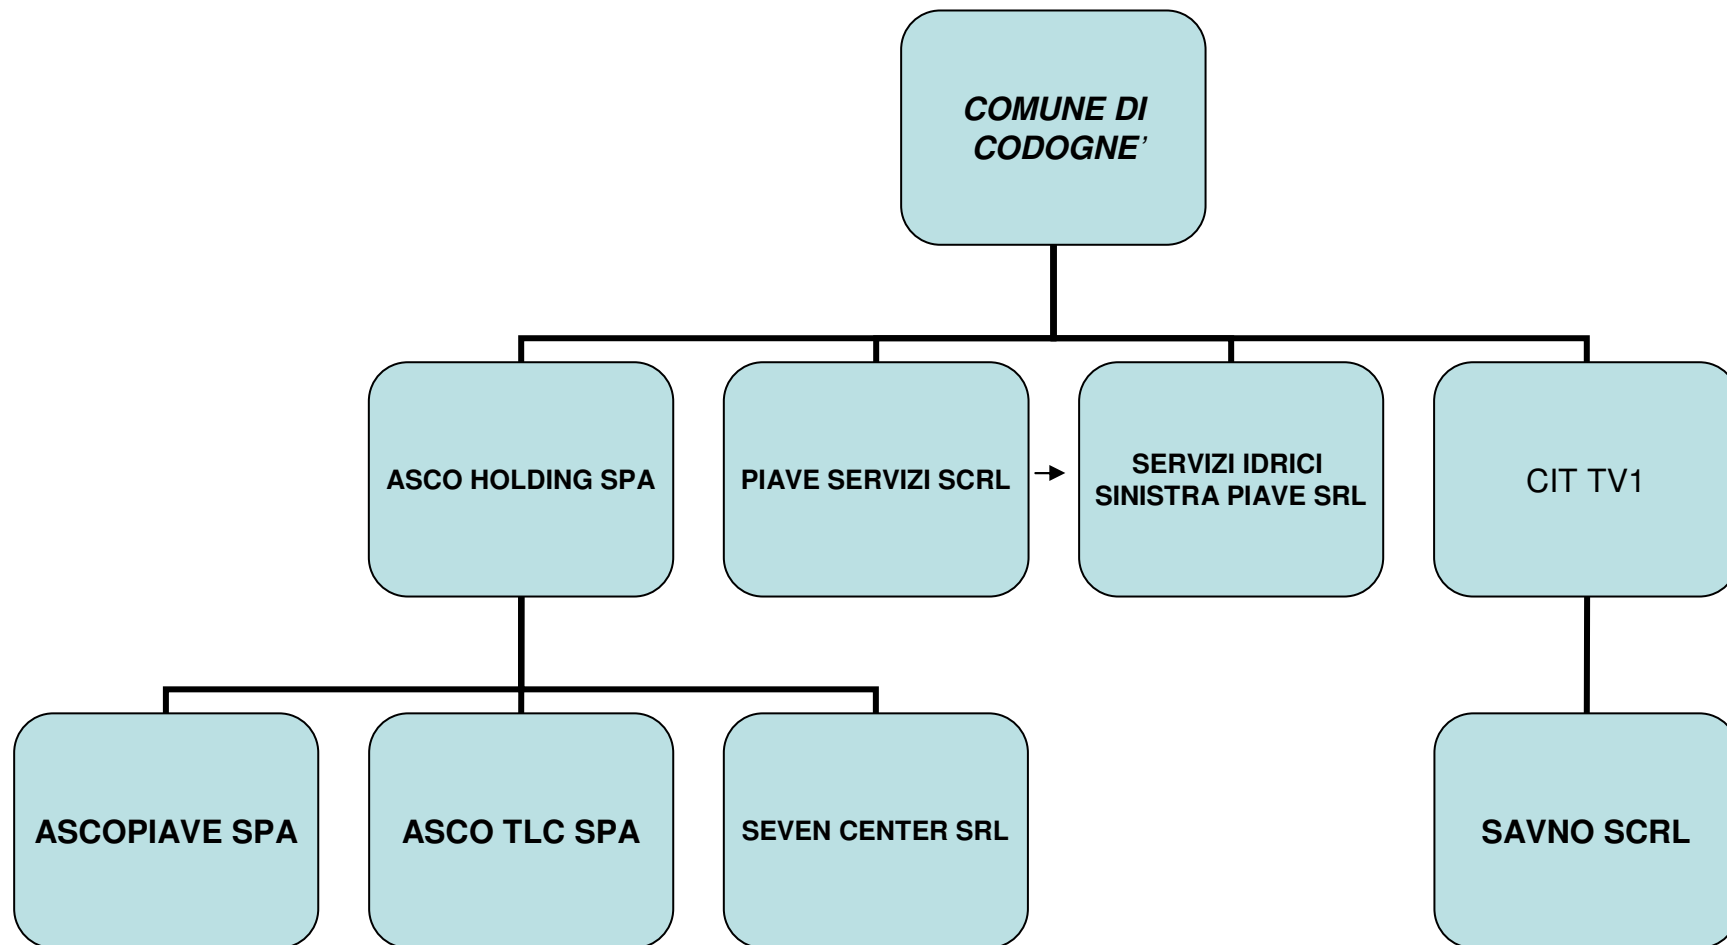 COMUNE DI
CODOGNE’
ASCO HOLDING SPA
PIAVE SERVIZI SCRL
SERVIZI IDRICI
SINISTRA PIAVE SRL
CIT TV1
ASCOPIAVE SPA
ASCO TLC SPA
SEVEN CENTER SRL
SAVNO SCRL